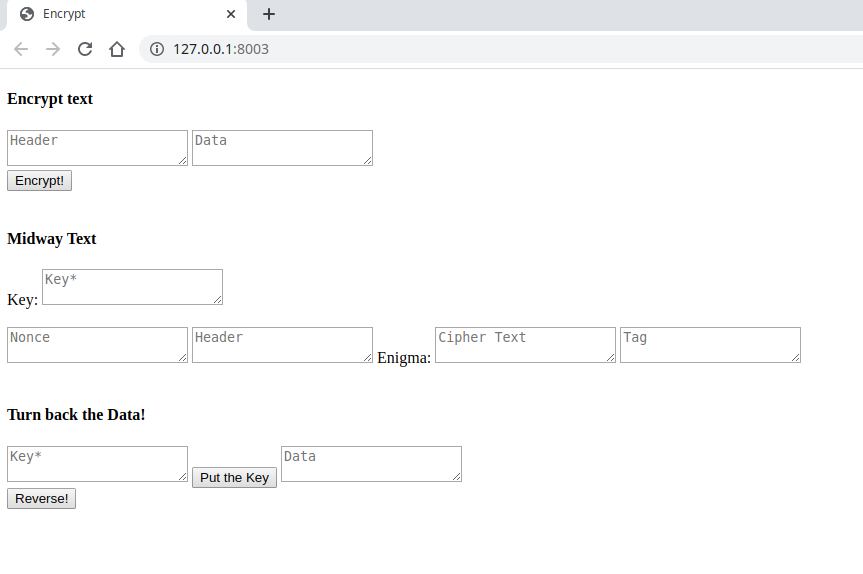 Encrypt
127.0.0.1:8003
Encrypt text
Header Data
Encrypt!
Midway Text
Key: Key*
Nonce Header Enigma: Cipher Text Tag
Turn back the Data!
Key* Put the Key Data
Reverse!